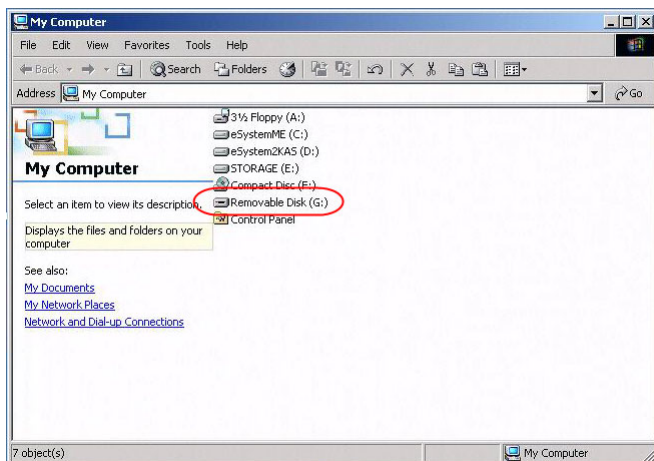 My Computer
File Edit View Favorites Tools Help
Back Search Folders
Address My Computer Go
3½ Floppy (A:)
eSystemME (C:)
eSystem2KAS (D:)
STORAGE (E:)
Compact Disc (F:)
Removable Disk (G:)
Control Panel
My Computer
Select an item to view its description.
Displays the files and folders on your
computer
See also:
My Documents
My Network Places
Network and Dial-up Connections
7 object(s) My Computer